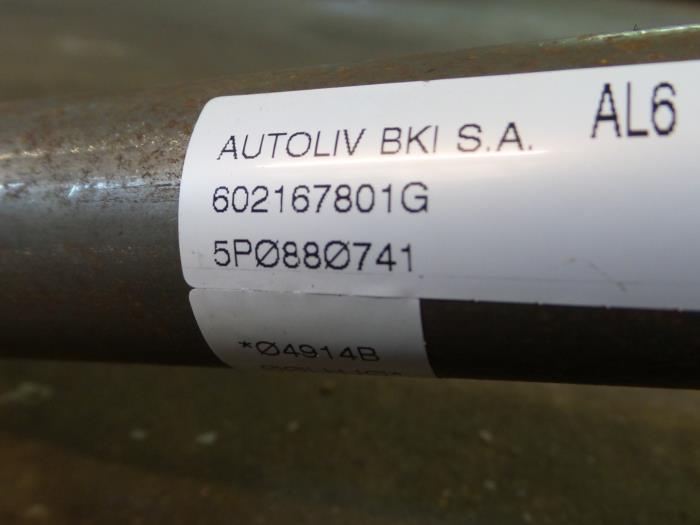 AUTOLIV BKI S.A. AL6
602167801G
5PØ88Ø741
*Ø4914B